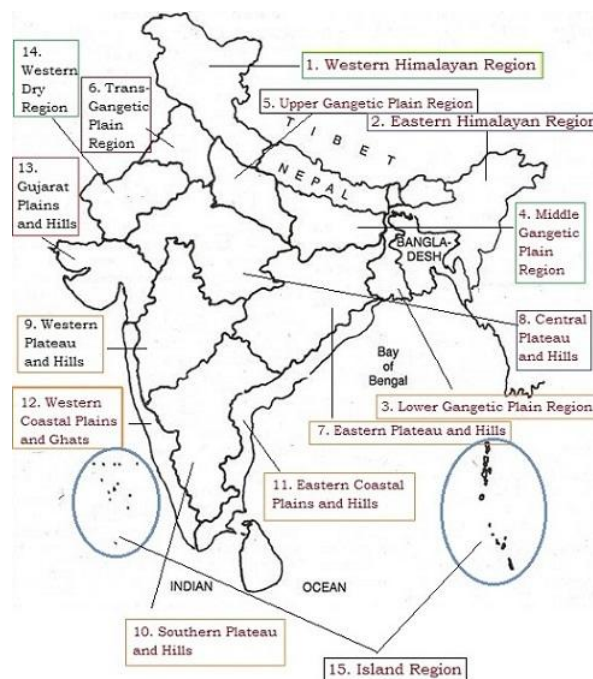 14.
Western
Dry
Region
1. Western Himalayan Region
6. Trans-
Gangetic
Plain
Region
5. Upper Gangetic Plain Region
2. Eastern Himalayan Region
TIBET
NEPAL
13.
Gujarat
Plains
and Hills
4. Middle
Gangetic
Plain
Region
BANGLA-
DESH
9. Western
Plateau
and Hills
8. Central
Plateau
and Hills
Bay
of
Bengal
12. Western
Coastal Plains
and Ghats
3. Lower Gangetic Plain Region
7. Eastern Plateau and Hills
11. Eastern Coastal
Plains and Hills
INDIAN OCEAN
10. Southern Plateau
and Hills
15. Island Region